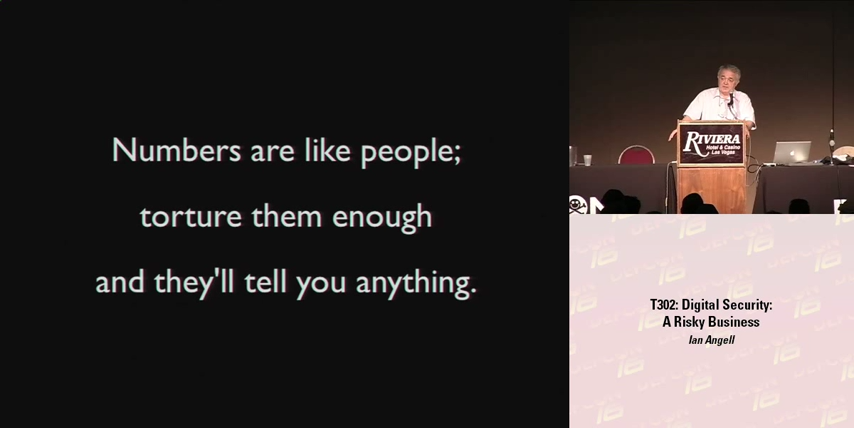 Numbers are like people;
torture them enough
and they'll tell you anything.
RIVIERA
Hotel & Casino
Las Vegas
T302: Digital Security:
A Risky Business
Ian Angell